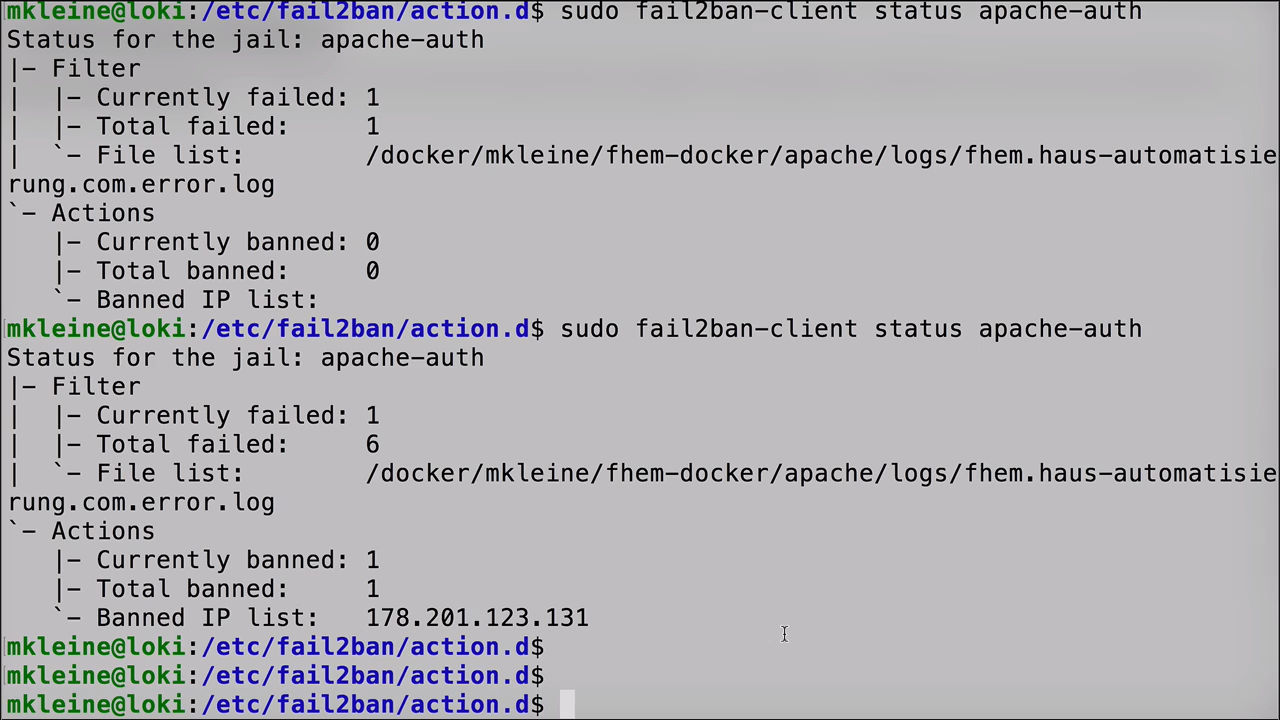 mkleine@loki:/etc/fail2ban/action.d$ sudo fail2ban-client status apache-auth
Status for the jail: apache-auth
|- Filter
|  |- Currently failed: 1
|  |- Total failed:     1
|  `- File list:        /docker/mkleine/fhem-docker/apache/logs/fhem.haus-automatisie
rung.com.error.log
`- Actions
   |- Currently banned: 0
   |- Total banned:     0
   `- Banned IP list:
mkleine@loki:/etc/fail2ban/action.d$ sudo fail2ban-client status apache-auth
Status for the jail: apache-auth
|- Filter
|  |- Currently failed: 1
|  |- Total failed:     6
|  `- File list:        /docker/mkleine/fhem-docker/apache/logs/fhem.haus-automatisie
rung.com.error.log
`- Actions
   |- Currently banned: 1
   |- Total banned:     1
   `- Banned IP list:   178.201.123.131
mkleine@loki:/etc/fail2ban/action.d$
mkleine@loki:/etc/fail2ban/action.d$
mkleine@loki:/etc/fail2ban/action.d$